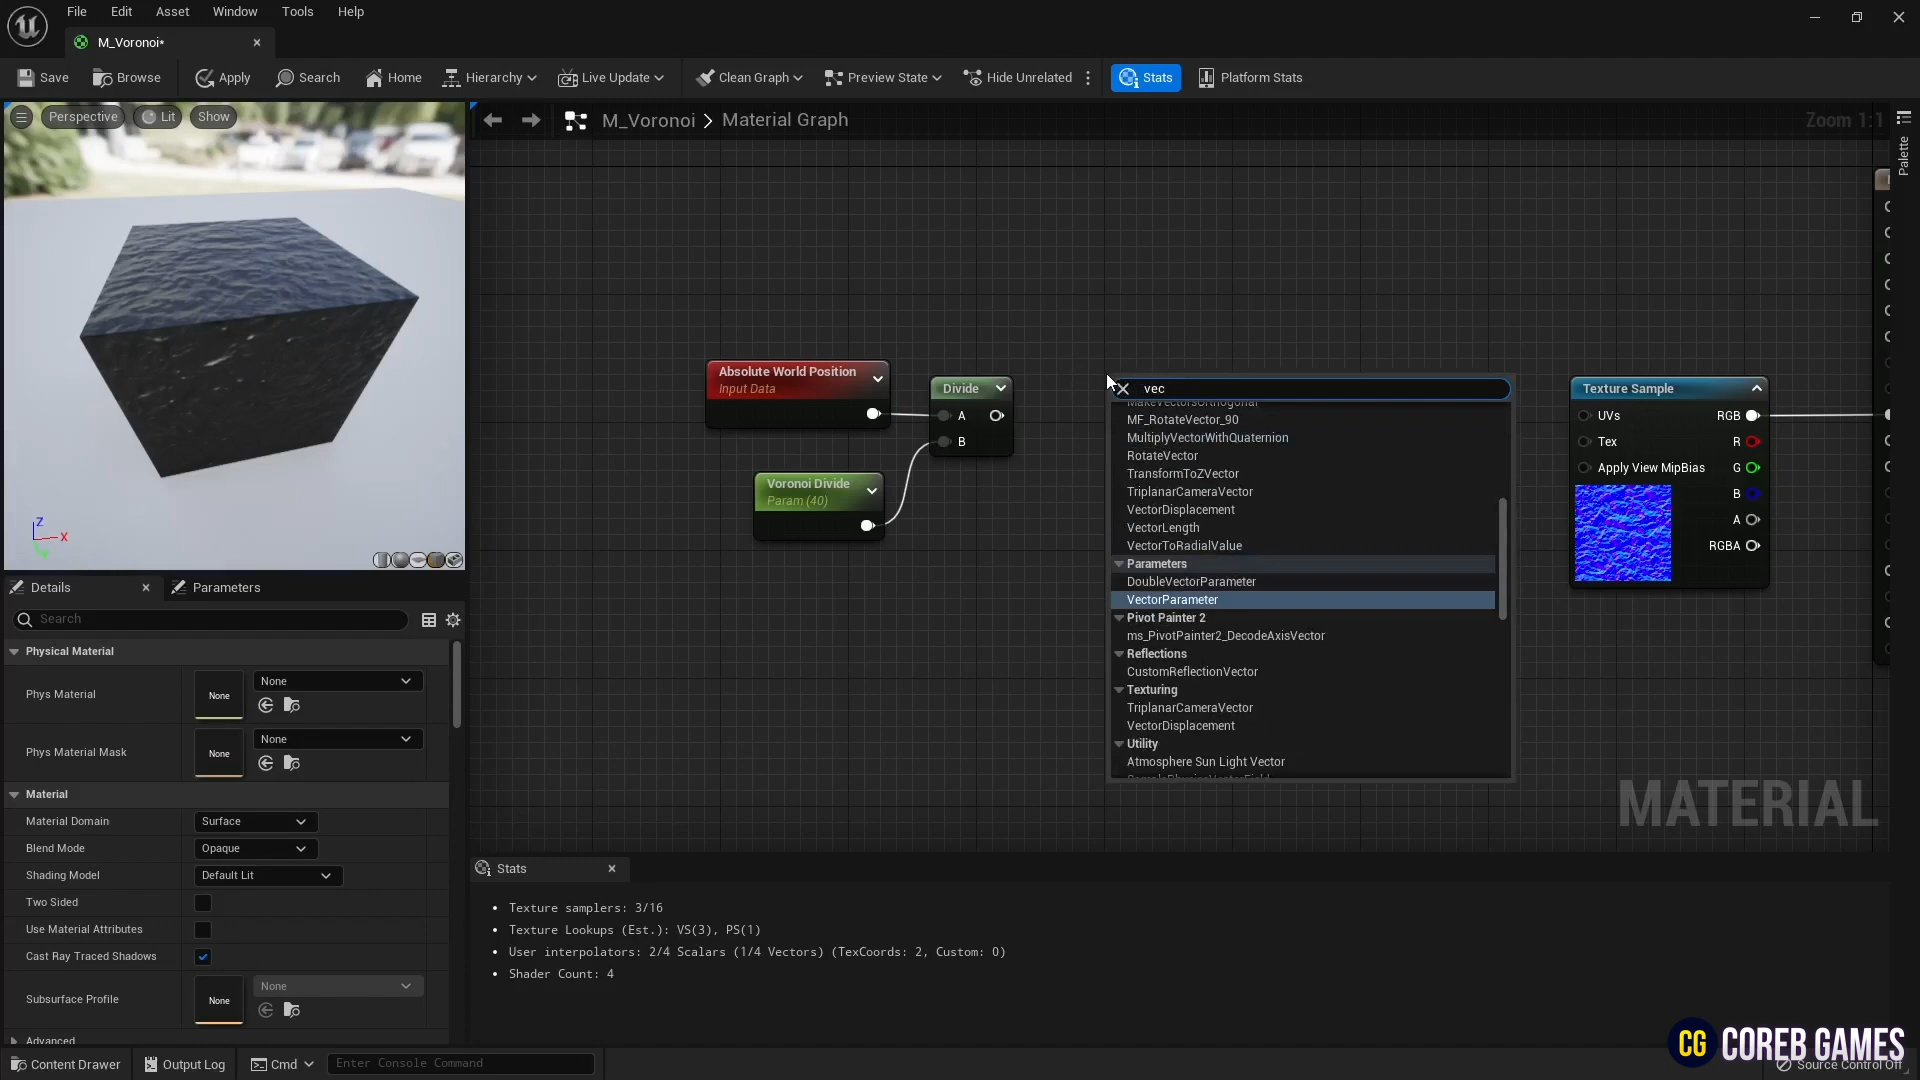 File Edit Asset Window Tools Help
M_Voronoi*
Save Browse Apply Search Home Hierarchy Live Update Clean Graph Preview State Hide Unrelated Stats Platform Stats
Perspective Lit Show
M_Voronoi > Material Graph
Zoom 1:1
Palette
Absolute World Position
Input Data
Divide
A
B
Voronoi Divide
Param (40)
vec
MF_RotateVector_90
MultiplyVectorWithQuaternion
RotateVector
TransformToZVector
TriplanarCameraVector
VectorDisplacement
VectorLength
VectorToRadialValue
Parameters
DoubleVectorParameter
VectorParameter
Pivot Painter 2
ms_PivotPainter2_DecodeAxisVector
Reflections
CustomReflectionVector
Texturing
TriplanarCameraVector
VectorDisplacement
Utility
Atmosphere Sun Light Vector
Texture Sample
UVs RGB
Tex R
Apply View MipBias G
B
A
RGBA
MATERIAL
Z
X
Details Parameters
Search
Physical Material
Phys Material None None
Phys Material Mask None None
Material
Material Domain Surface
Blend Mode Opaque
Shading Model Default Lit
Two Sided
Use Material Attributes
Cast Ray Traced Shadows
Subsurface Profile None None
Advanced
Stats
• Texture samplers: 3/16
• Texture Lookups (Est.): VS(3), PS(1)
• User interpolators: 2/4 Scalars (1/4 Vectors) (TexCoords: 2, Custom: 0)
• Shader Count: 4
Content Drawer Output Log Cmd Enter Console Command
CG COREB GAMES
Source Control Off